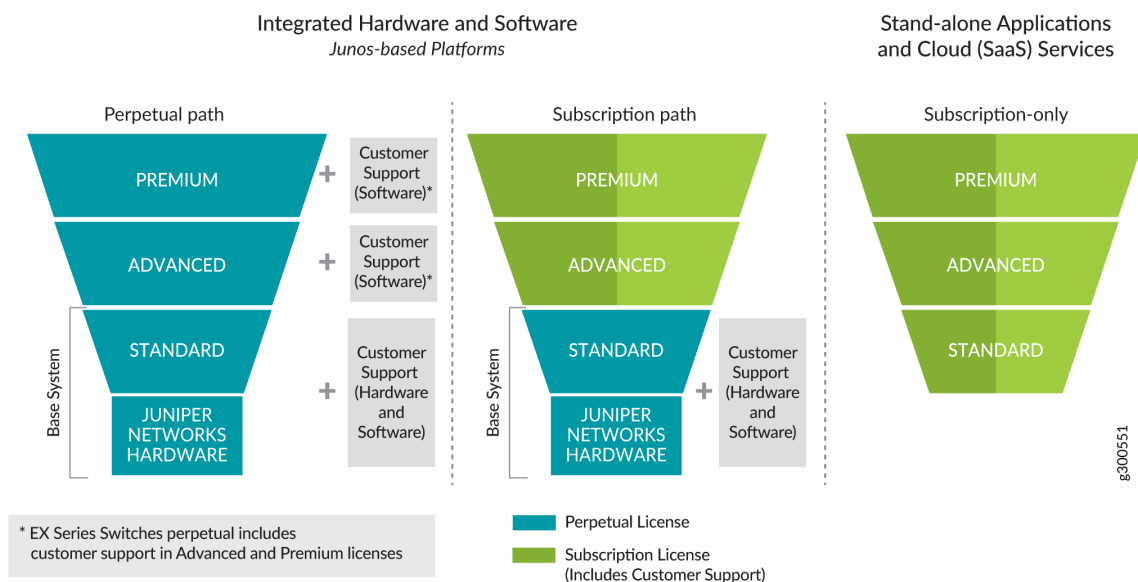 Integrated Hardware and Software
Junos-based Platforms
Stand-alone Applications
and Cloud (SaaS) Services
Perpetual path
PREMIUM
+
Customer
Support
(Software)*
ADVANCED
+
Customer
Support
(Software)*
Base System
STANDARD
JUNIPER
NETWORKS
HARDWARE
+
Customer
Support
(Hardware
and
Software)
Subscription path
PREMIUM
ADVANCED
Base System
STANDARD
JUNIPER
NETWORKS
HARDWARE
+
Customer
Support
(Hardware
and
Software)
Subscription-only
PREMIUM
ADVANCED
STANDARD
g300551
* EX Series Switches perpetual includes
customer support in Advanced and Premium licenses
Perpetual License
Subscription License
(Includes Customer Support)